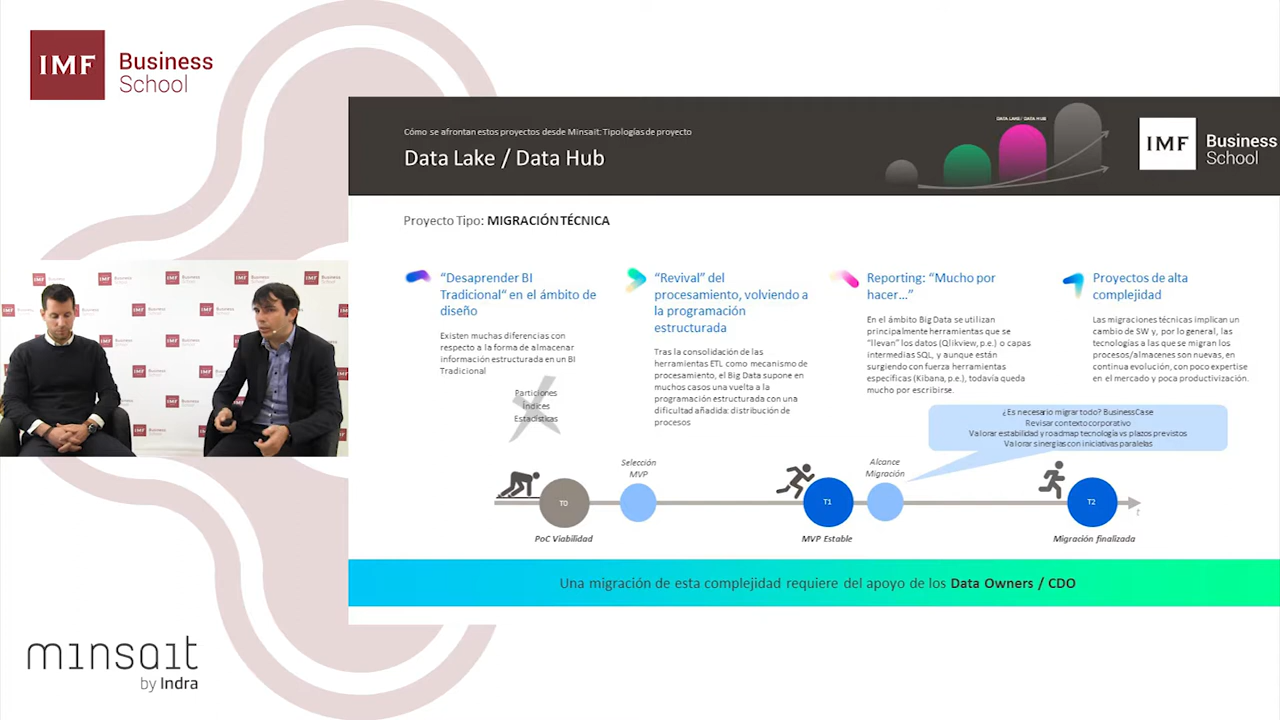 IMF Business
School
Cómo se afrontan estos proyectos desde Minsait: Tipologías de proyecto
Data Lake / Data Hub
DATA LAKE / DATA HUB
IMF Business
School
Proyecto Tipo: MIGRACIÓN TÉCNICA
“Desaprender BI
Tradicional“ en el ámbito de
diseño
Existen muchas diferencias con
respecto a la forma de almacenar
información estructurada en un BI
Tradicional
Particiones
Índices
Estadísticas
“Revival” del
procesamiento, volviendo a
la programación
estructurada
Tras la consolidación de las
herramientas ETL como mecanismo de
procesamiento, el Big Data supone en
muchos casos una vuelta a la
programación estructurada con una
dificultad añadida: distribución de
procesos
Reporting: “Mucho por
hacer...”
En el ámbito Big Data se utilizan
principalmente herramientas que se
“llevan” los datos (Qlikview, p.e.) o capas
intermedias SQL, y aunque están
surgiendo con fuerza herramientas
específicas (Kibana, p.e.), todavía queda
mucho por escribirse.
Proyectos de alta
complejidad
Las migraciones técnicas implican un
cambio de SW y, por lo general, las
tecnologías a las que se migran los
procesos/almacenes son nuevas, en
continua evolución, con poco expertise
en el mercado y poca productivización.
¿Es necesario migrar todo? BusinessCase
Revisar contexto corporativo
Valorar estabilidad y roadmap tecnología vs plazos previstos
Valorar sinergias con iniciativas paralelas
Selección
MVP
Alcance
Migración
T0
T1
T2
t
PoC Viabilidad
MVP Estable
Migración finalizada
Una migración de esta complejidad requiere del apoyo de los Data Owners / CDO
minsait
by Indra